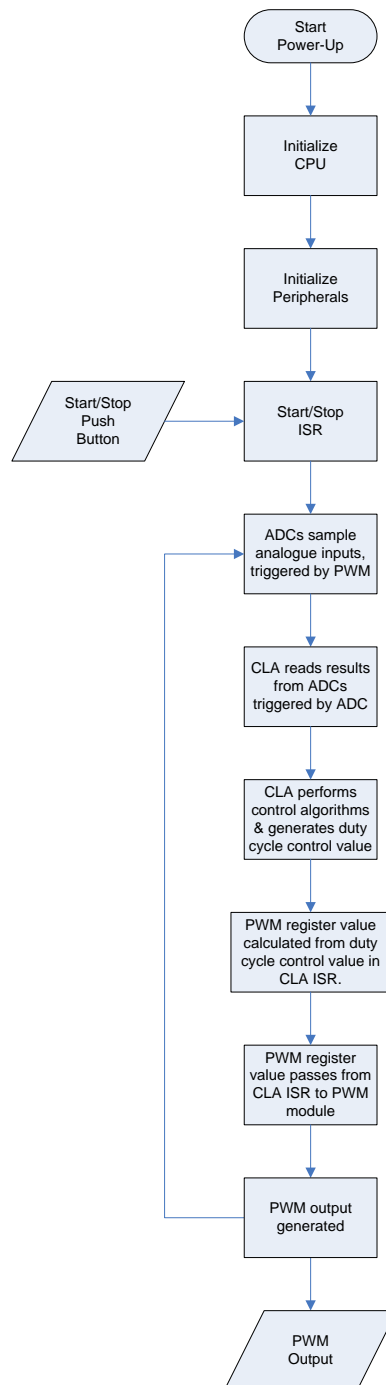 Start
Power-Up
Initialize
CPU
Initialize
Peripherals
Start/Stop
Push
Button
Start/Stop
ISR
ADCs sample
analogue inputs,
triggered by PWM
CLA reads results
from ADCs
triggered by ADC
CLA performs
control algorithms
& generates duty
cycle control value
PWM register value
calculated from duty
cycle control value in
CLA ISR.
PWM register
value passes from
CLA ISR to PWM
module
PWM output
generated
PWM
Output